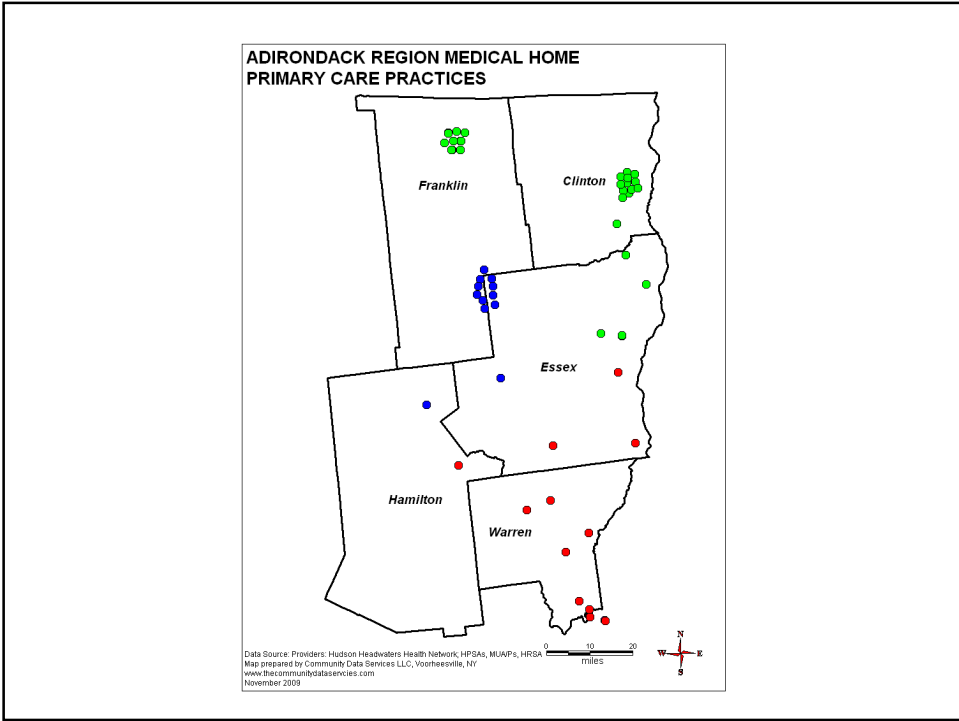 ADIRONDACK REGION MEDICAL HOME
PRIMARY CARE PRACTICES
Franklin
Clinton
Essex
Hamilton
Warren
Data Source: Providers: Hudson Headwaters Health Network; HPSAs, MUA/Ps, HRSA
Map prepared by Community Data Services LLC, Voorheesville, NY
www.thecommunitydataservcies.com
November 2009
0 10 20
miles
N
W E
S